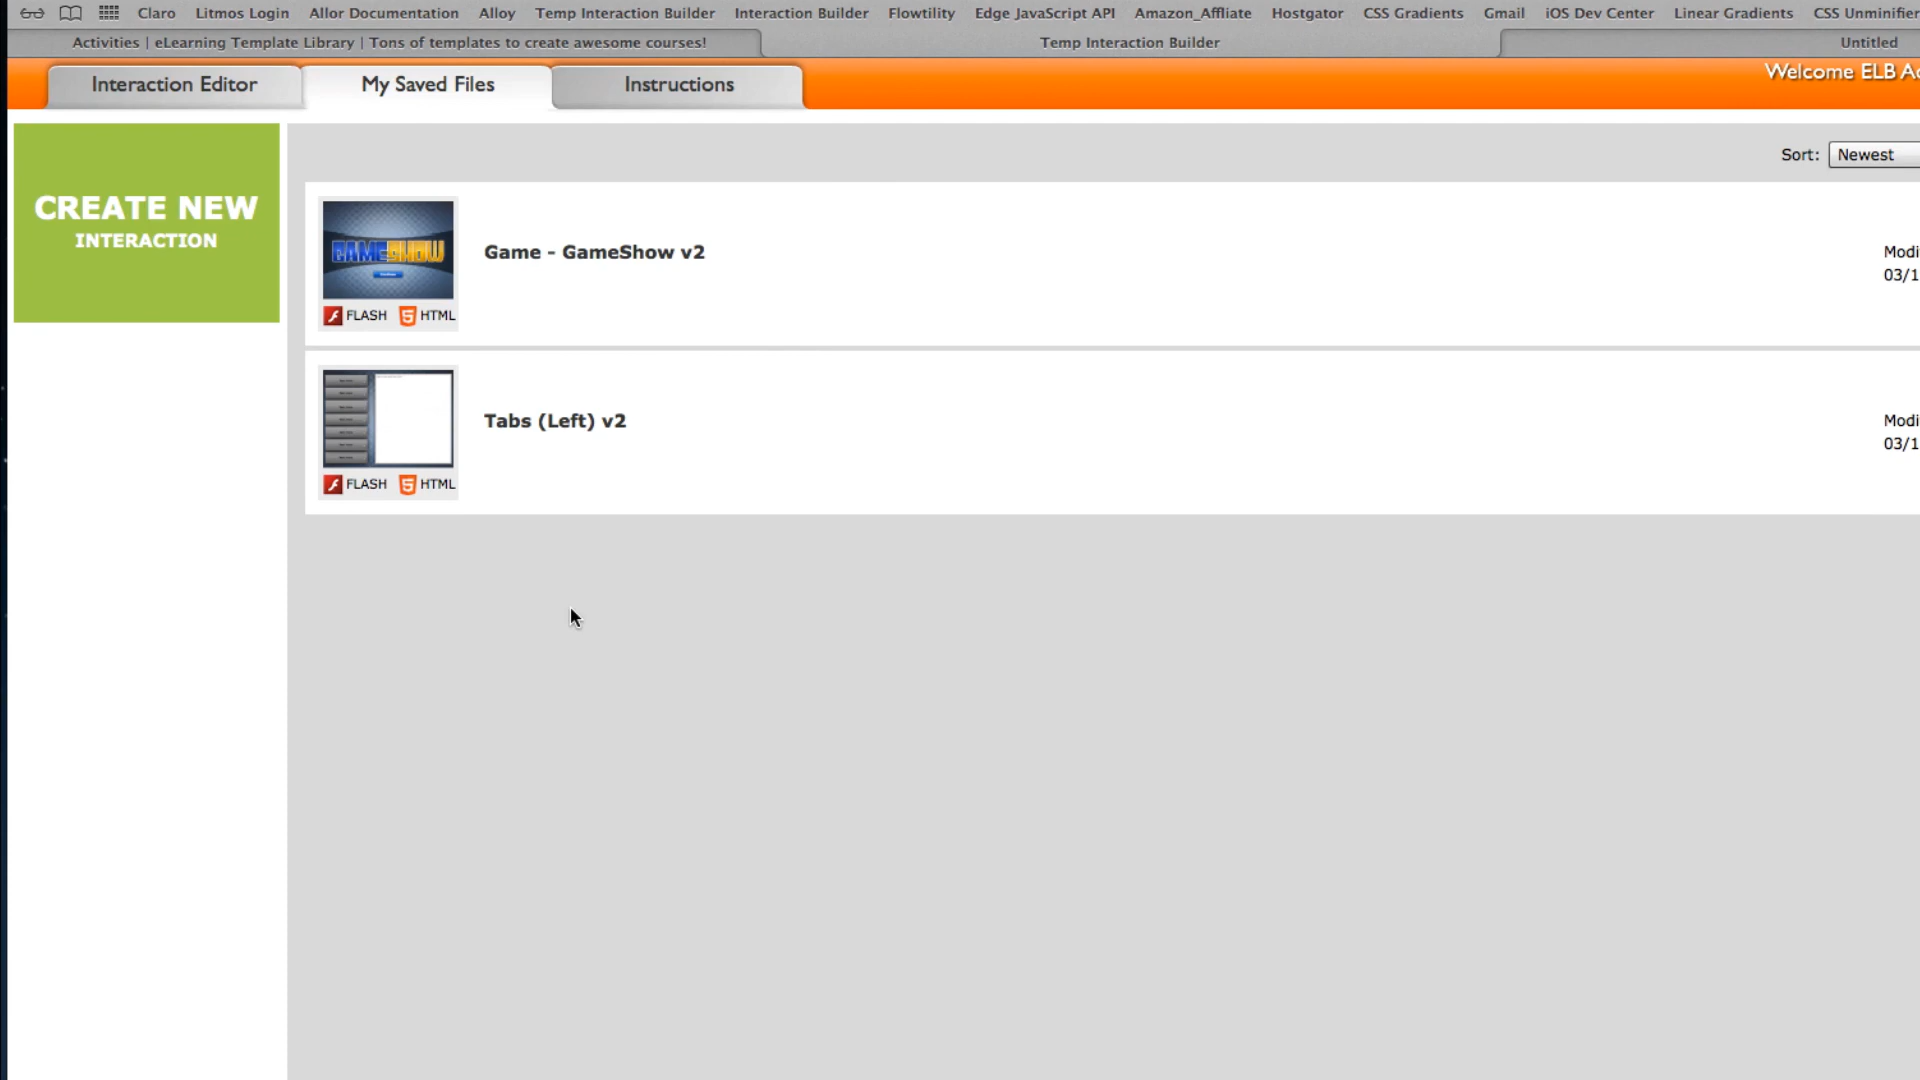 Claro Litmos Login Allor Documentation Alloy Temp Interaction Builder Interaction Builder Flowtility Edge JavaScript API Amazon_Affliate Hostgator CSS Gradients Gmail iOS Dev Center Linear Gradients CSS Unminifier
Activities | eLearning Template Library | Tons of templates to create awesome courses! Temp Interaction Builder Untitled
Interaction Editor My Saved Files Instructions Welcome ELB Ac
CREATE NEW
INTERACTION
Sort: Newest
GAMESHOW
Game - GameShow v2
Modi
03/1
FLASH HTML
Tabs (Left) v2
Modi
03/1
FLASH HTML